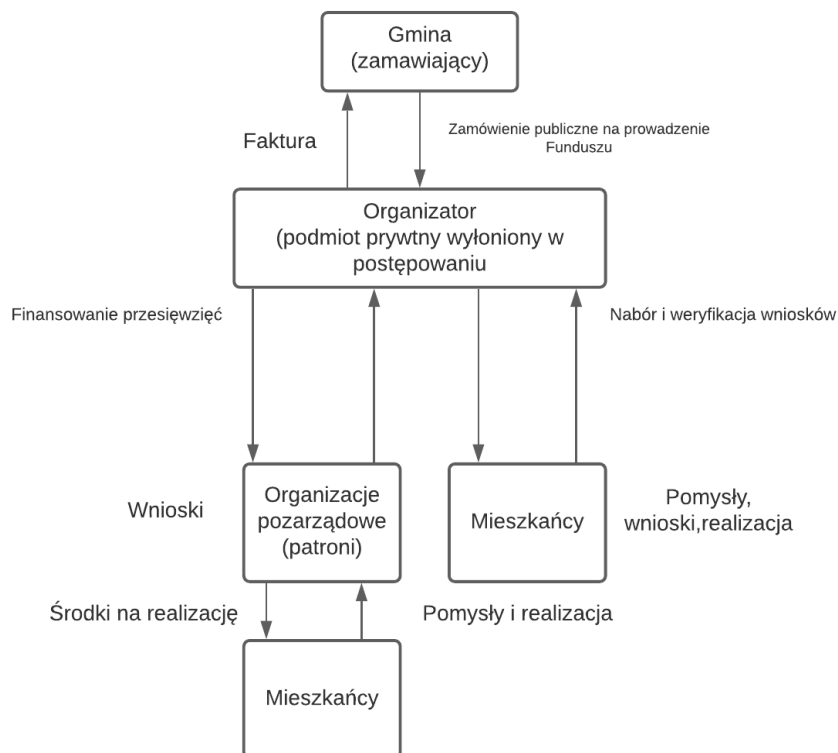 Gmina
(zamawiający)
Faktura
Zamówienie publiczne na prowadzenie
Funduszu
Organizator
(podmiot prywtny wyłoniony w
postępowaniu
Finansowanie przesięwzięć
Nabór i weryfikacja wniosków
Wnioski
Organizacje
pozarządowe
(patroni)
Mieszkańcy
Pomysły,
wnioski,realizacja
Środki na realizację
Pomysły i realizacja
Mieszkańcy